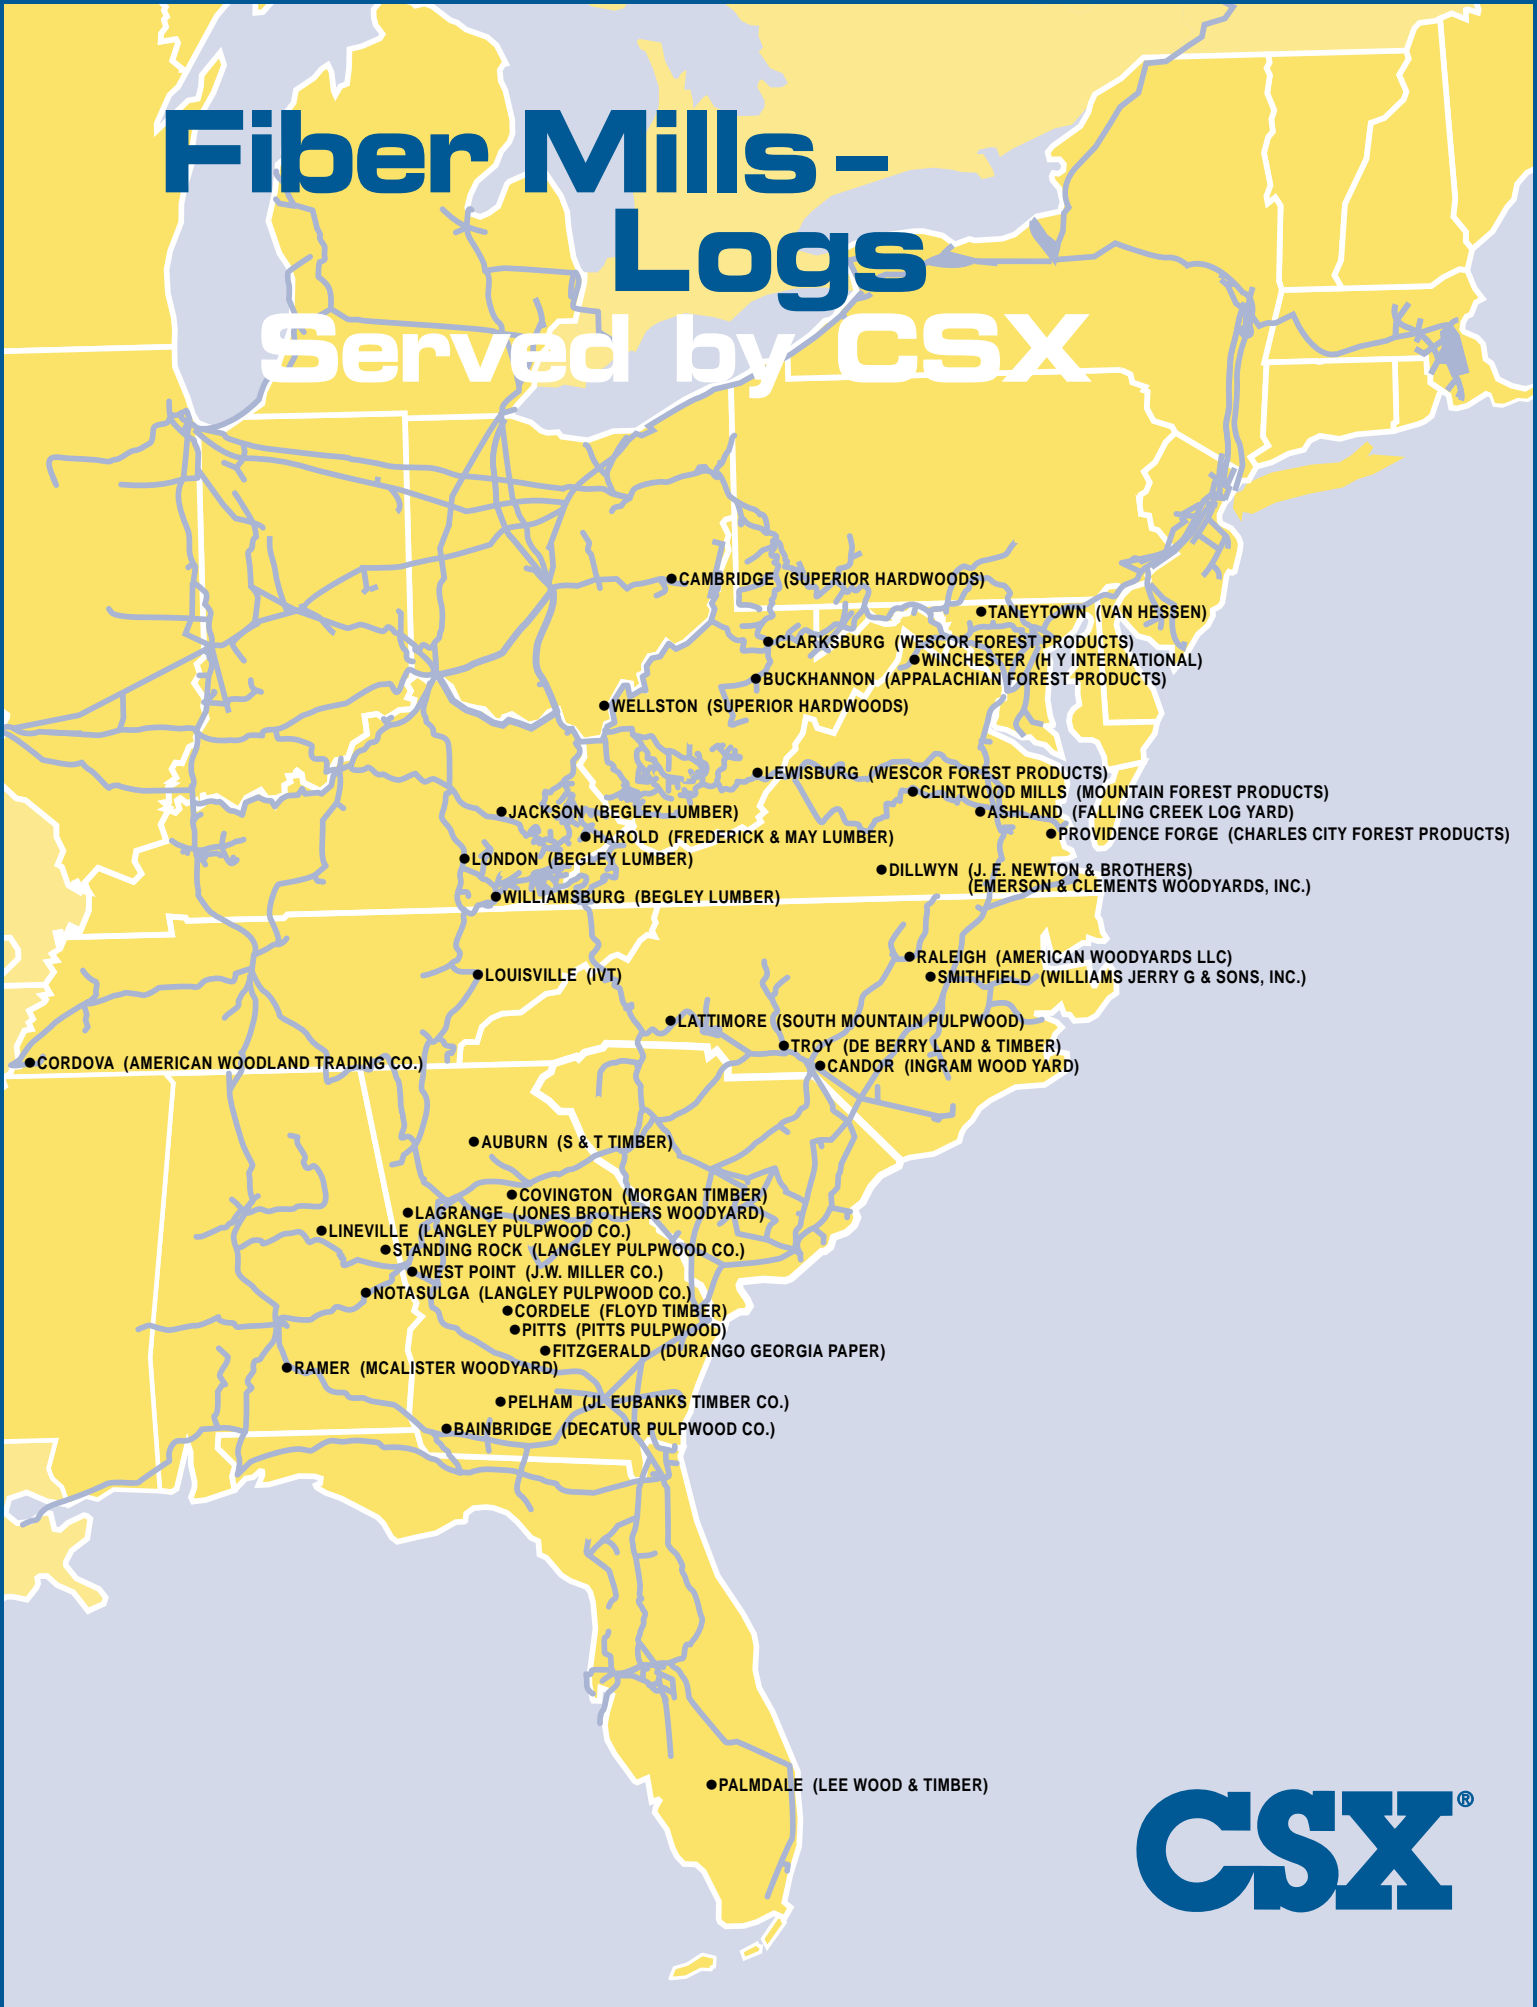 Fiber Mills –
Logs
Served by CSX
CAMBRIDGE (SUPERIOR HARDWOODS)
TANEYTOWN (VAN HESSEN)
CLARKSBURG (WESCOR FOREST PRODUCTS)
WINCHESTER (H Y INTERNATIONAL)
BUCKHANNON (APPALACHIAN FOREST PRODUCTS)
WELLSTON (SUPERIOR HARDWOODS)
LEWISBURG (WESCOR FOREST PRODUCTS)
CLINTWOOD MILLS (MOUNTAIN FOREST PRODUCTS)
JACKSON (BEGLEY LUMBER)
ASHLAND (FALLING CREEK LOG YARD)
HAROLD (FREDERICK & MAY LUMBER)
PROVIDENCE FORGE (CHARLES CITY FOREST PRODUCTS)
LONDON (BEGLEY LUMBER)
DILLWYN (J. E. NEWTON & BROTHERS)
(EMERSON & CLEMENTS WOODYARDS, INC.)
WILLIAMSBURG (BEGLEY LUMBER)
RALEIGH (AMERICAN WOODYARDS LLC)
LOUISVILLE (IVT)
SMITHFIELD (WILLIAMS JERRY G & SONS, INC.)
LATTIMORE (SOUTH MOUNTAIN PULPWOOD)
TROY (DE BERRY LAND & TIMBER)
CORDOVA (AMERICAN WOODLAND TRADING CO.)
CANDOR (INGRAM WOOD YARD)
AUBURN (S & T TIMBER)
COVINGTON (MORGAN TIMBER)
LAGRANGE (JONES BROTHERS WOODYARD)
LINEVILLE (LANGLEY PULPWOOD CO.)
STANDING ROCK (LANGLEY PULPWOOD CO.)
WEST POINT (J.W. MILLER CO.)
NOTASULGA (LANGLEY PULPWOOD CO.)
CORDELE (FLOYD TIMBER)
PITTS (PITTS PULPWOOD)
FITZGERALD (DURANGO GEORGIA PAPER)
RAMER (MCALISTER WOODYARD)
PELHAM (JL EUBANKS TIMBER CO.)
BAINBRIDGE (DECATUR PULPWOOD CO.)
PALMDALE (LEE WOOD & TIMBER)
CSX®